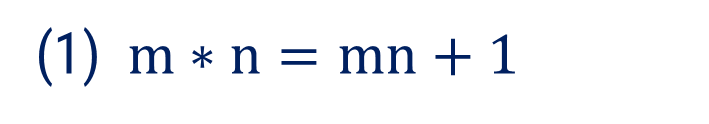 (1) m * n = mn + 1